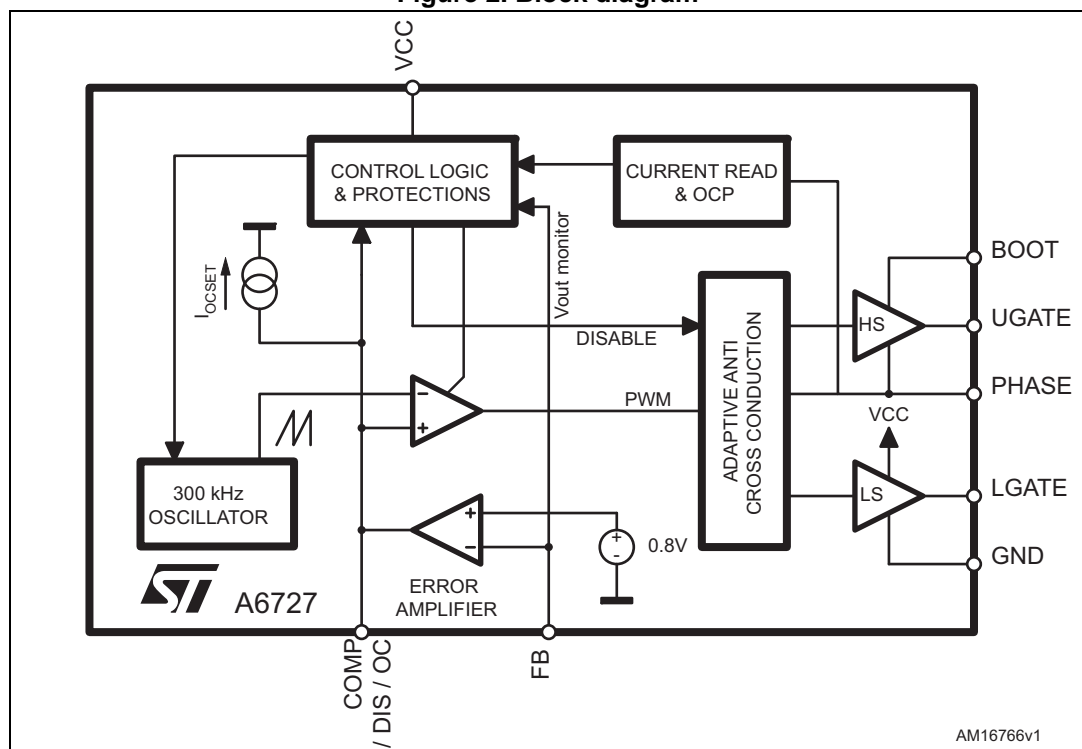 Figure 2. Block diagram
VCC
CONTROL LOGIC
& PROTECTIONS
CURRENT READ
& OCP
IOCSET
Vout monitor
DISABLE
ADAPTIVE ANTI
CROSS CONDUCTION
HS
BOOT
UGATE
PHASE
VCC
LS
LGATE
GND
−
+
PWM
300 kHz
OSCILLATOR
+
−
+
-
0.8V
ERROR
AMPLIFIER
ST
A6727
COMP
/ DIS / OC
FB
AM16766v1